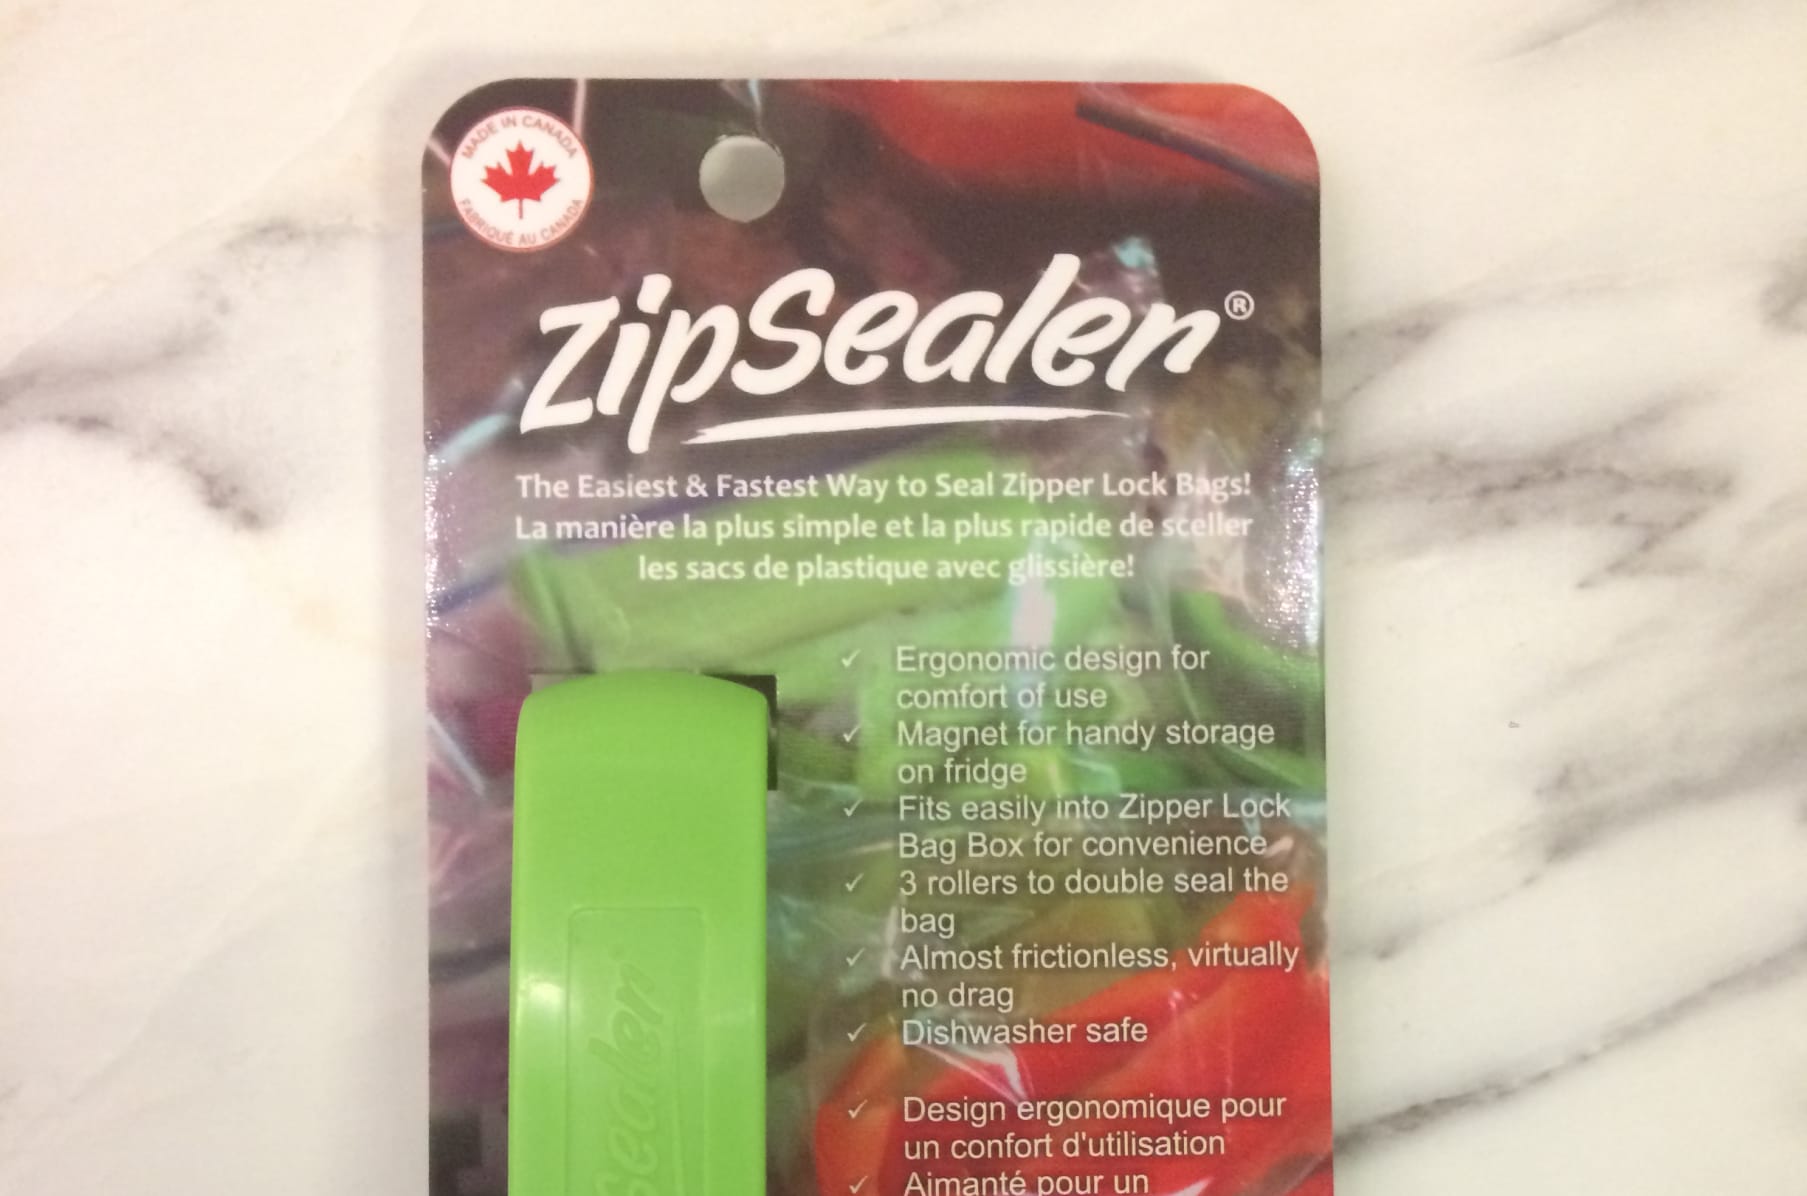 MADE IN CANADA
FABRIQUÉ AU CANADA
ZipSealer®
The Easiest & Fastest Way to Seal Zipper Lock Bags!
La manière la plus simple et la plus rapide de sceller
les sacs de plastique avec glissière!
✓ Ergonomic design for
comfort of use
✓ Magnet for handy storage
on fridge
✓ Fits easily into Zipper Lock
Bag Box for convenience
✓ 3 rollers to double seal the
bag
✓ Almost frictionless, virtually
no drag
✓ Dishwasher safe
✓ Design ergonomique pour
un confort d'utilisation
✓ Aimanté pour un
Sealer